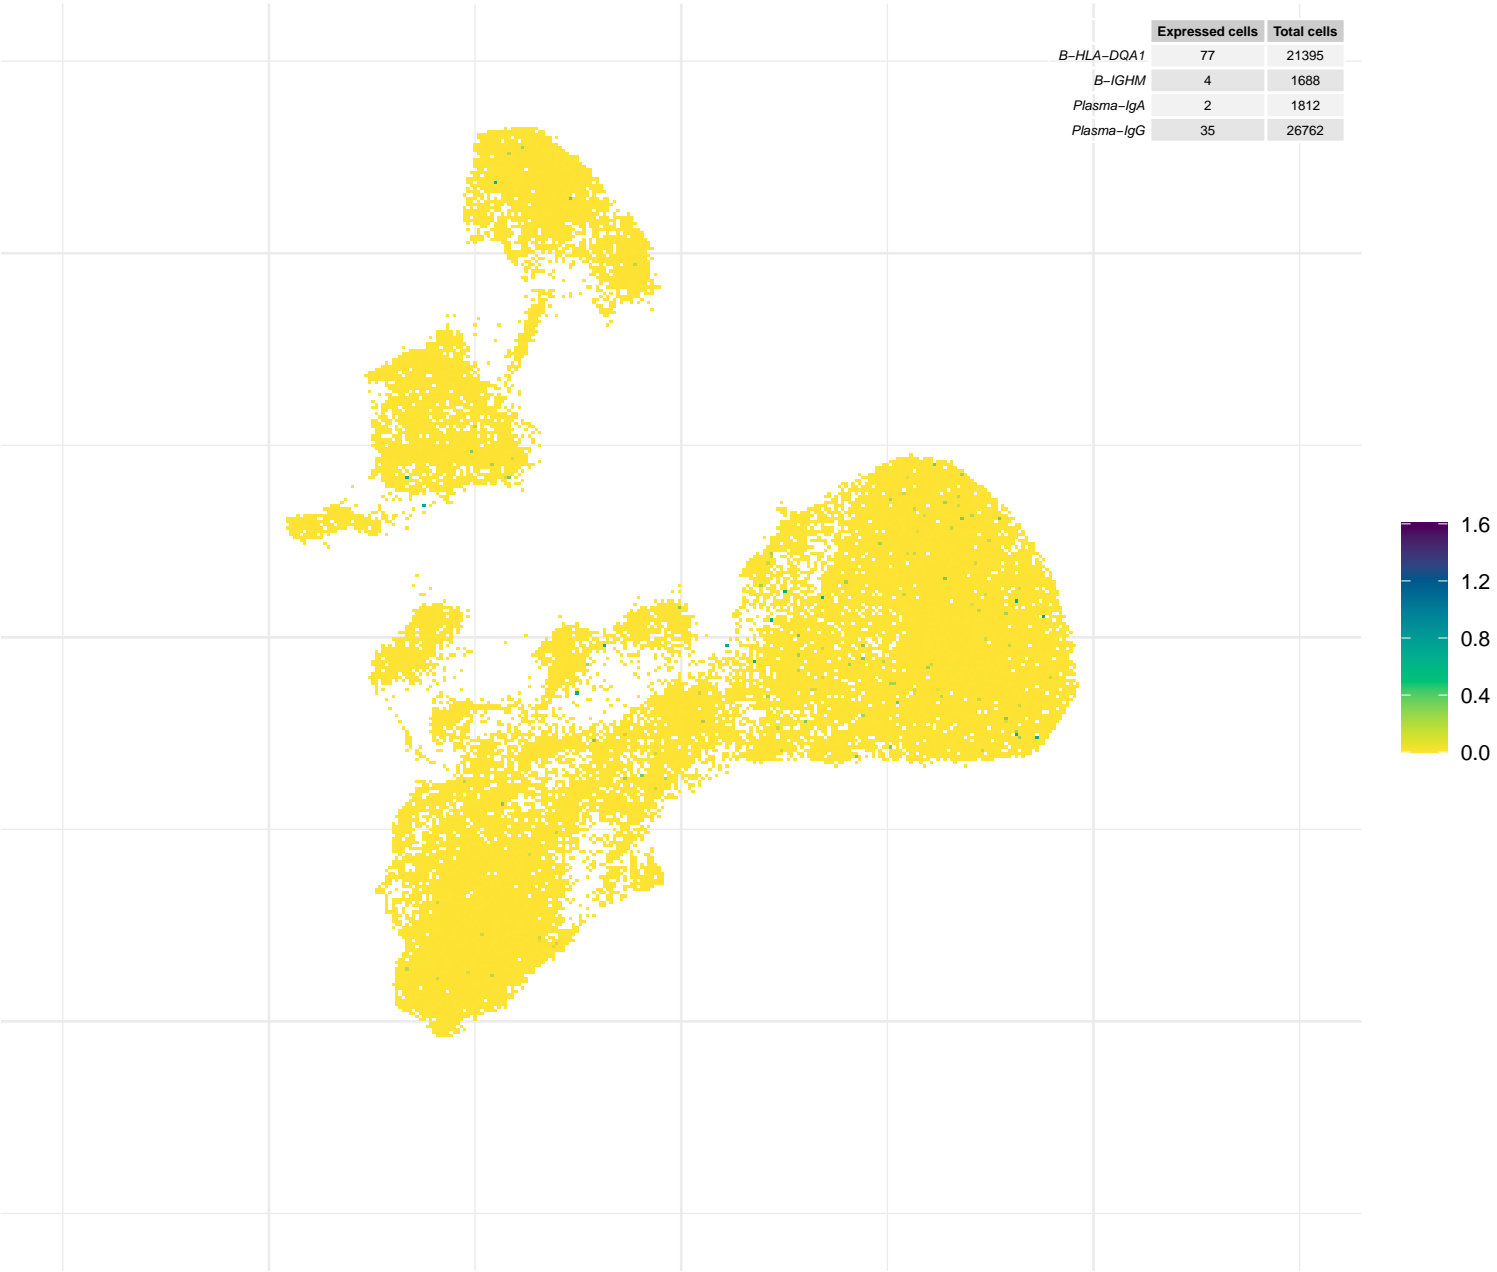 Expressed cells Total cells
B−HLA−DQA1 77 21395
B−IGHM 4 1688
Plasma−IgA 2 1812
Plasma−IgG 35 26762
1.6
1.2
0.8
0.4
0.0